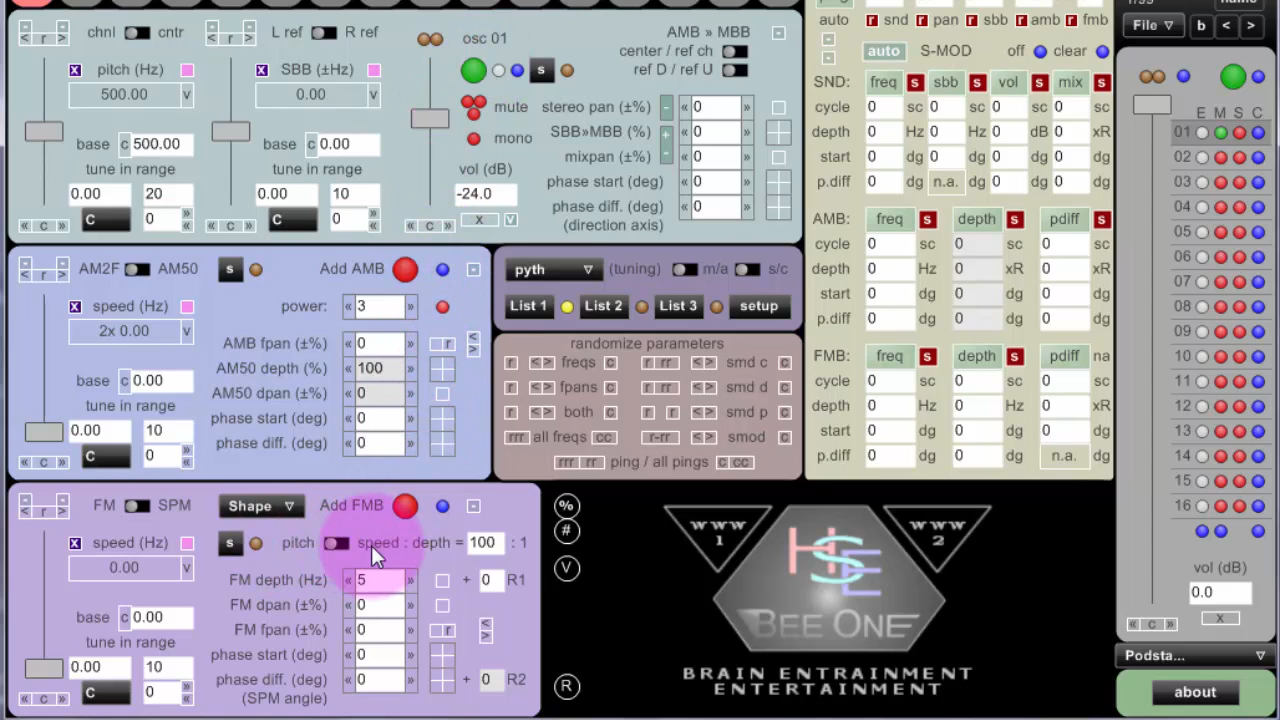 chnl cntr
r
r
L ref R ref
osc 01
AMB » MBB
center / ref ch
ref D / ref U
x pitch (Hz)
500.00 v
x SBB (±Hz)
0.00 v
s
mute
mono
base c 500.00
base c 0.00
tune in range
tune in range
0.00 20
0.00 10
C 0
C 0
« c »
« c »
« c »
vol (dB)
-24.0
x v
stereo pan (±%) « 0 »
SBB»MBB (%) « 0 »
mixpan (±%) « 0 »
phase start (deg) « 0 »
phase diff. (deg) « 0 »
(direction axis)
r
AM2F AM50
s
Add AMB
x speed (Hz)
2x 0.00 v
power: « 3 »
AMB fpan (±%) « 0 » r < >
AM50 depth (%) 100
AM50 dpan (±%) « 0 »
phase start (deg) « 0 »
phase diff. (deg) « 0 »
base c 0.00
tune in range
0.00 10
C 0
« c »
pyth (tuning) m/a s/c
List 1 List 2 List 3 setup
randomize parameters
r < > freqs c r rr < > smd c c
r < > fpans c r rr < > smd d c
r < > both c r r < > smd p c
rrr all freqs cc r-rr < > smod c
rrr rr ping / all pings c cc
r
FM SPM
Shape
Add FMB
x speed (Hz)
0.00 v
s pitch speed : depth = 100 : 1
FM depth (Hz) « 5 » + 0 R1
FM dpan (±%) « 0 »
FM fpan (±%) « 0 » r < >
phase start (deg) « 0 »
phase diff. (deg) « 0 » + 0 R2
(SPM angle)
base c 0.00
tune in range
0.00 10
C 0
« c »
%
#
V
R
WWW 1
WWW 2
HSE
BEE ONE
BRAIN ENTRAINMENT
ENTERTAINMENT
auto r snd r pan r sbb r amb r fmb
auto S-MOD off clear
SND: freq s sbb s vol s mix s
cycle 0 sc 0 sc 0 sc 0 sc
depth 0 Hz 0 Hz 0 dB 0 xR
start 0 dg 0 dg 0 dg 0 dg
p.diff 0 dg n.a. dg 0 dg 0 dg
AMB: freq s depth s pdiff s
cycle 0 sc 0 sc 0 sc
depth 0 Hz 0 xR 0 xR
start 0 dg 0 dg 0 dg
p.diff 0 dg 0 dg 0 dg
FMB: freq s depth s pdiff na
cycle 0 sc 0 sc 0 sc
depth 0 Hz 0 Hz 0 xR
start 0 dg 0 dg 0 dg
p.diff 0 dg 0 dg n.a. dg
name
File b < >
E M S C
01
02
03
04
05
06
07
08
09
10
11
12
13
14
15
16
vol (dB)
0.0
« c » x
Podsta...
about